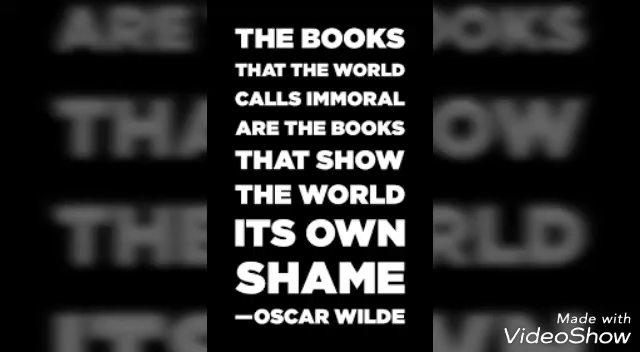 THE BOOKS
THAT THE WORLD
CALLS IMMORAL
ARE THE BOOKS
THAT SHOW
THE WORLD
ITS OWN
SHAME
—OSCAR WILDE
Made with
VideoShow